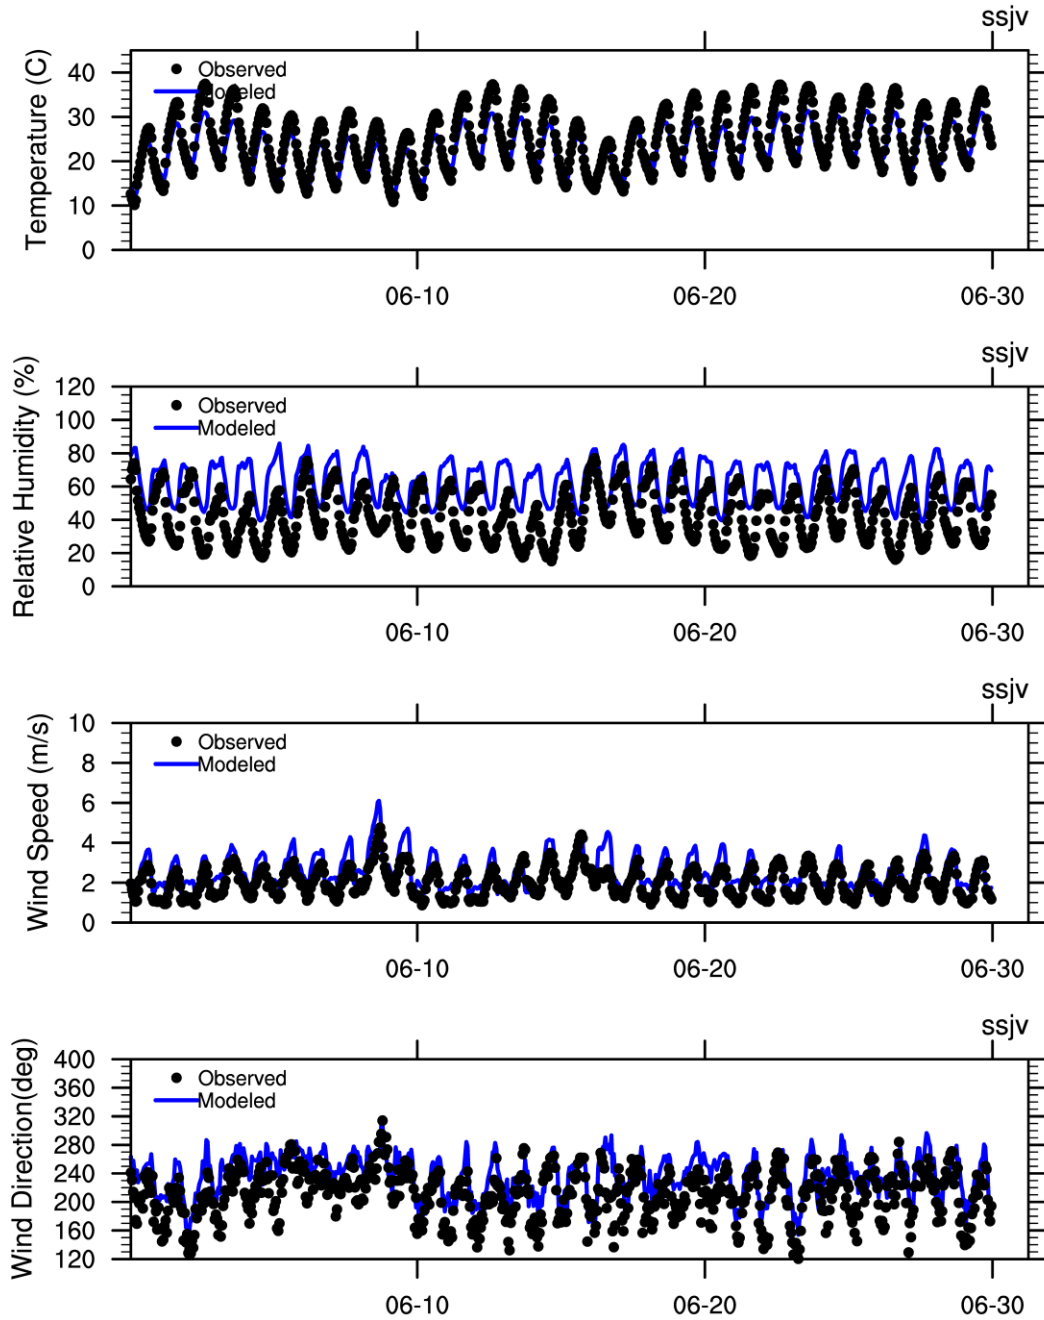 ssjv
Temperature (C)
40
30
20
10
0
Observed
Modeled
06-10
06-20
06-30
ssjv
Relative Humidity (%)
120
100
80
60
40
20
0
Observed
Modeled
06-10
06-20
06-30
ssjv
Wind Speed (m/s)
10
8
6
4
2
0
Observed
Modeled
06-10
06-20
06-30
ssjv
Wind Direction(deg)
400
360
320
280
240
200
160
120
Observed
Modeled
06-10
06-20
06-30